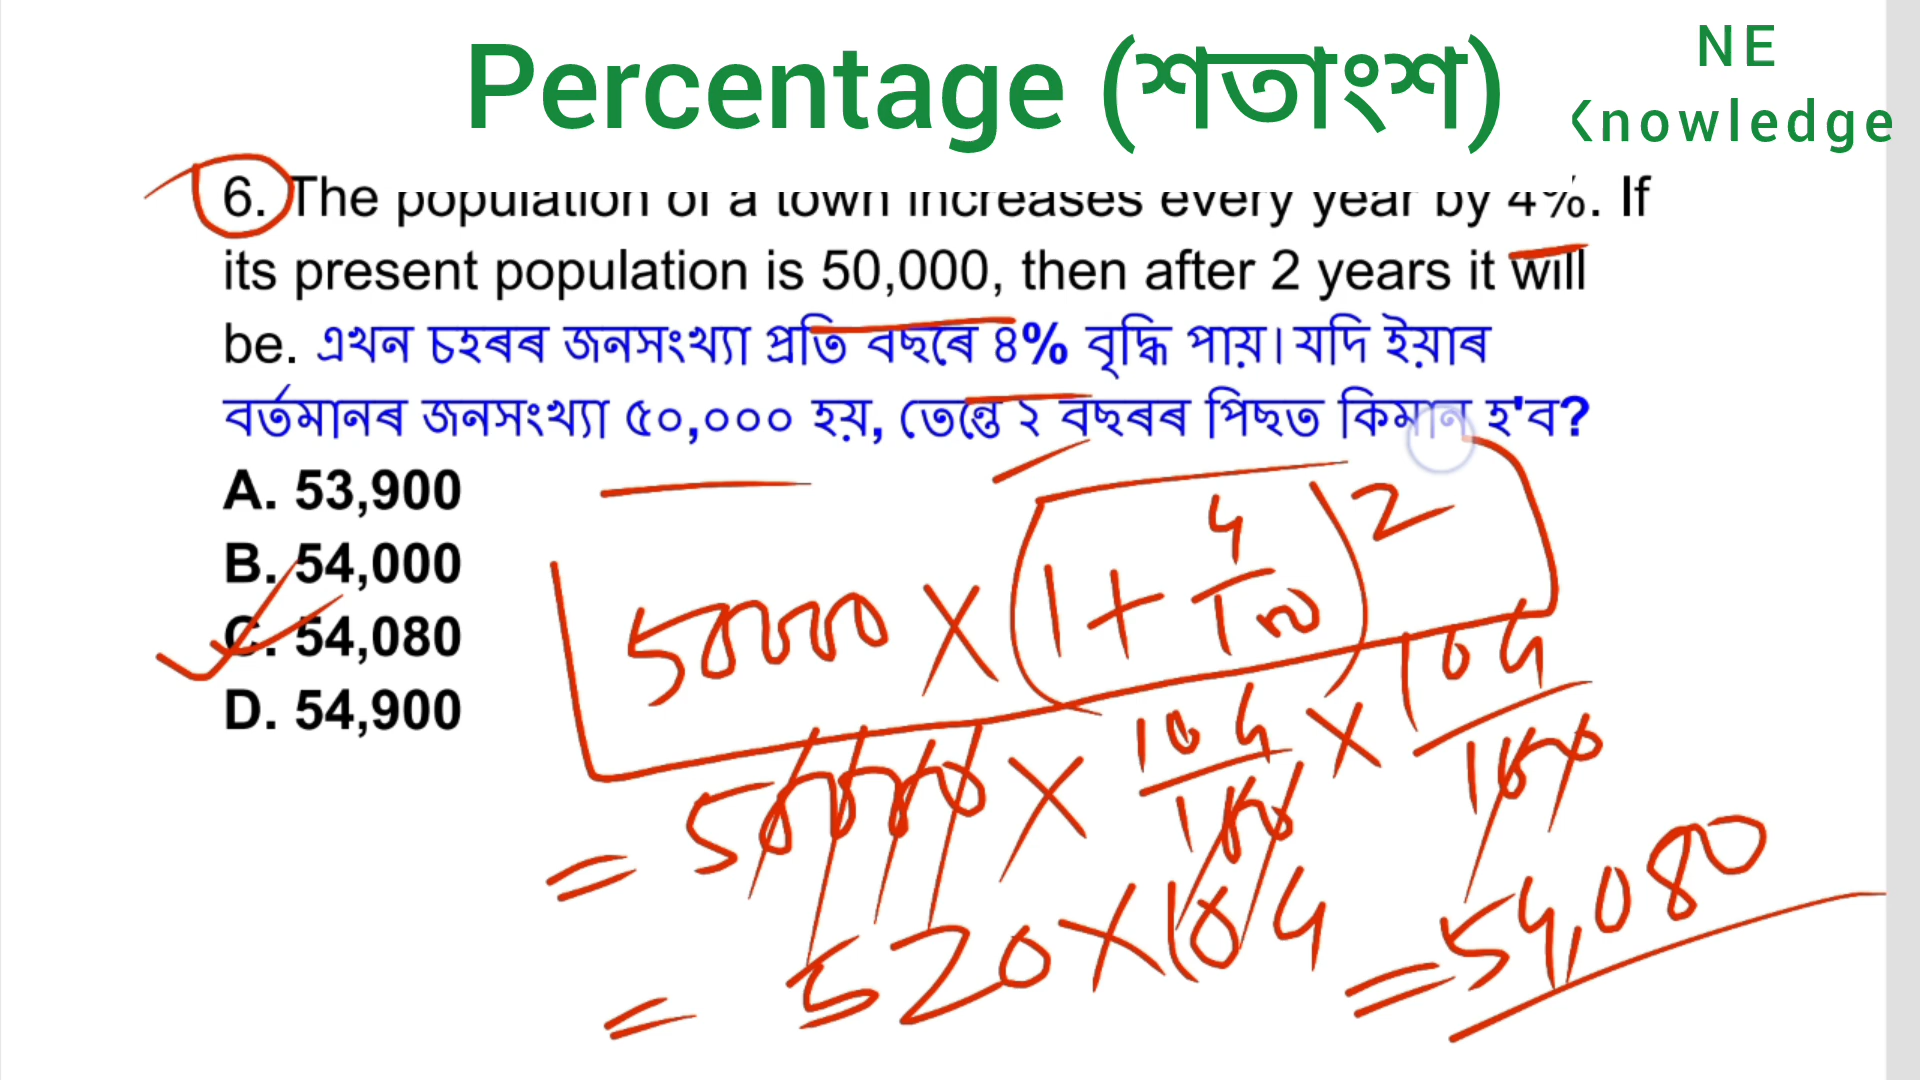 Percentage (শতাংশ)
NE
Knowledge
6. The population of a town increases every year by 4%. If
its present population is 50,000, then after 2 years it will
be. এখন চহৰৰ জনসংখ্যা প্ৰতি বছৰে ৪% বৃদ্ধি পায়। যদি ইয়াৰ
বৰ্তমানৰ জনসংখ্যা ৫০,০০০ হয়, তেন্তে ২ বছৰৰ পিছত কিমান হ'ব?
A. 53,900
B. 54,000
C. 54,080
D. 54,900
50000 × (1 + 4/100)2
= 50000 × 104/100 × 104/100
= 520 × 104 = 54,080